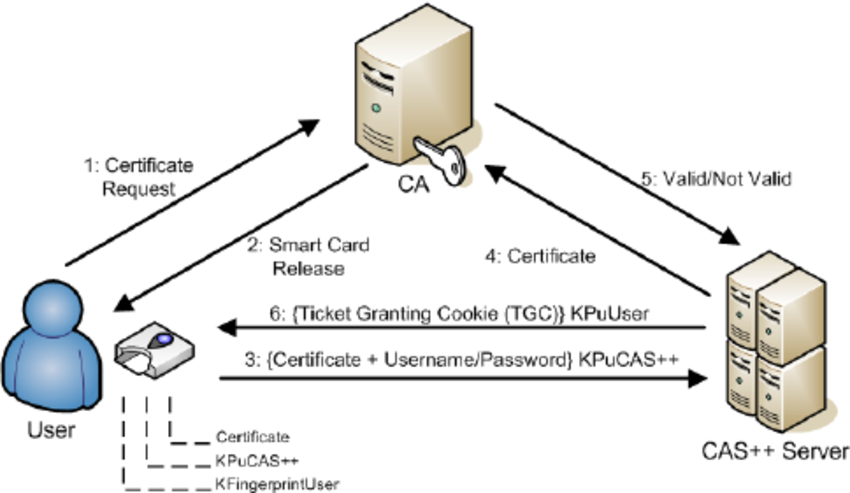 CA
1: Certificate
Request
5: Valid/Not Valid
2: Smart Card
Release
4: Certificate
6: {Ticket Granting Cookie (TGC)} KPuUser
3: {Certificate + Username/Password} KPuCAS++
User
CAS++ Server
Certificate
KPuCAS++
KFingerprintUser